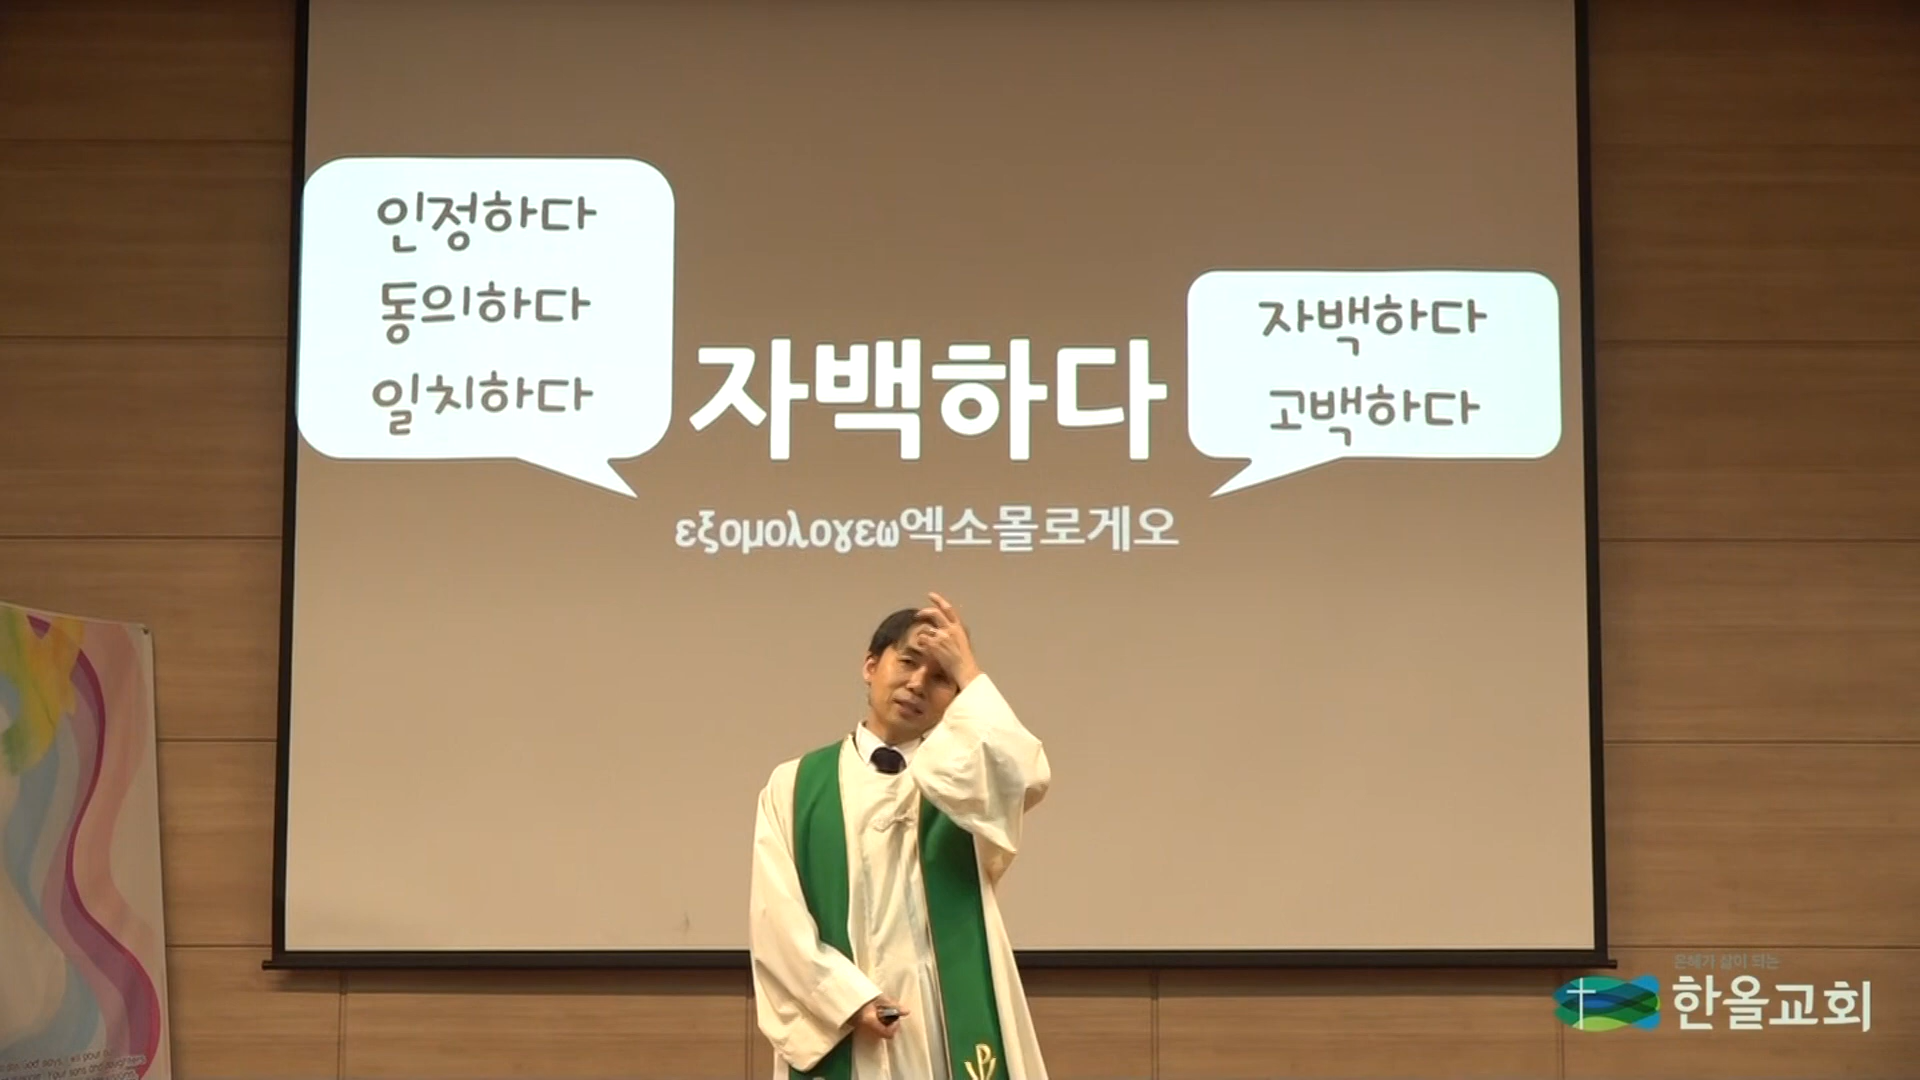 인정하다
동의하다
일치하다
자백하다
자백하다
고백하다
εξομολογεω엑소몰로게오
은혜가 삶이 되는
한올교회